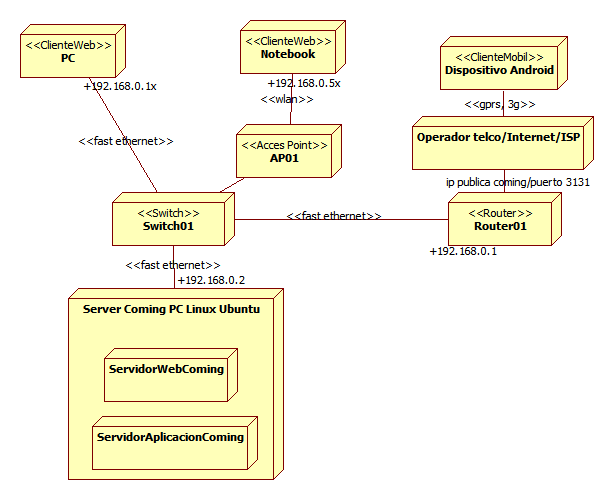 <<ClienteWeb>>
PC
+192.168.0.1x
<<ClienteWeb>>
Notebook
+192.168.0.5x
<<ClienteMobil>>
Dispositivo Android
<<gprs, 3g>>
<<wlan>>
<<fast ethernet>>
<<Acces Point>>
AP01
Operador telco/Internet/ISP
ip publica coming/puerto 3131
<<Switch>>
Switch01
<<fast ethernet>>
<<Router>>
Router01
+192.168.0.1
<<fast ethernet>>
+192.168.0.2
Server Coming PC Linux Ubuntu
ServidorWebComing
ServidorAplicacionComing